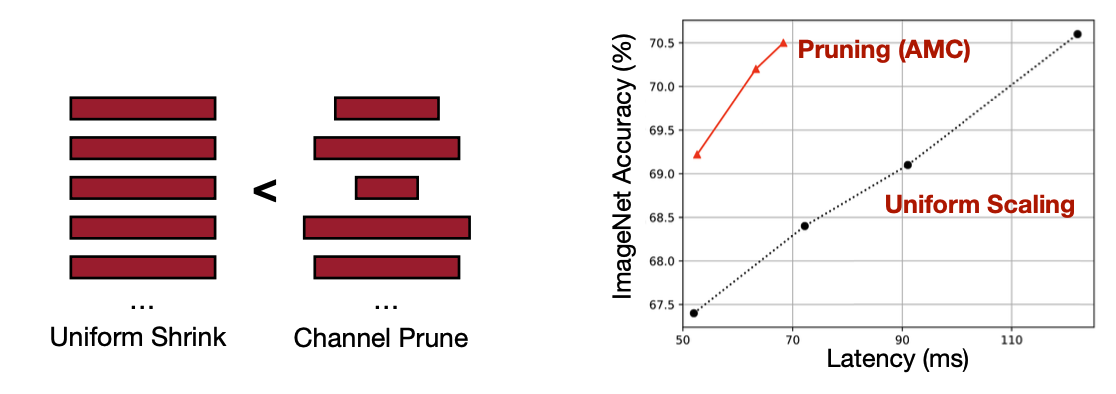 <
...
...
Uniform Shrink
Channel Prune
ImageNet Accuracy (%)
70.5
70.0
69.5
69.0
68.5
68.0
67.5
Pruning (AMC)
Uniform Scaling
50 70 90 110
Latency (ms)